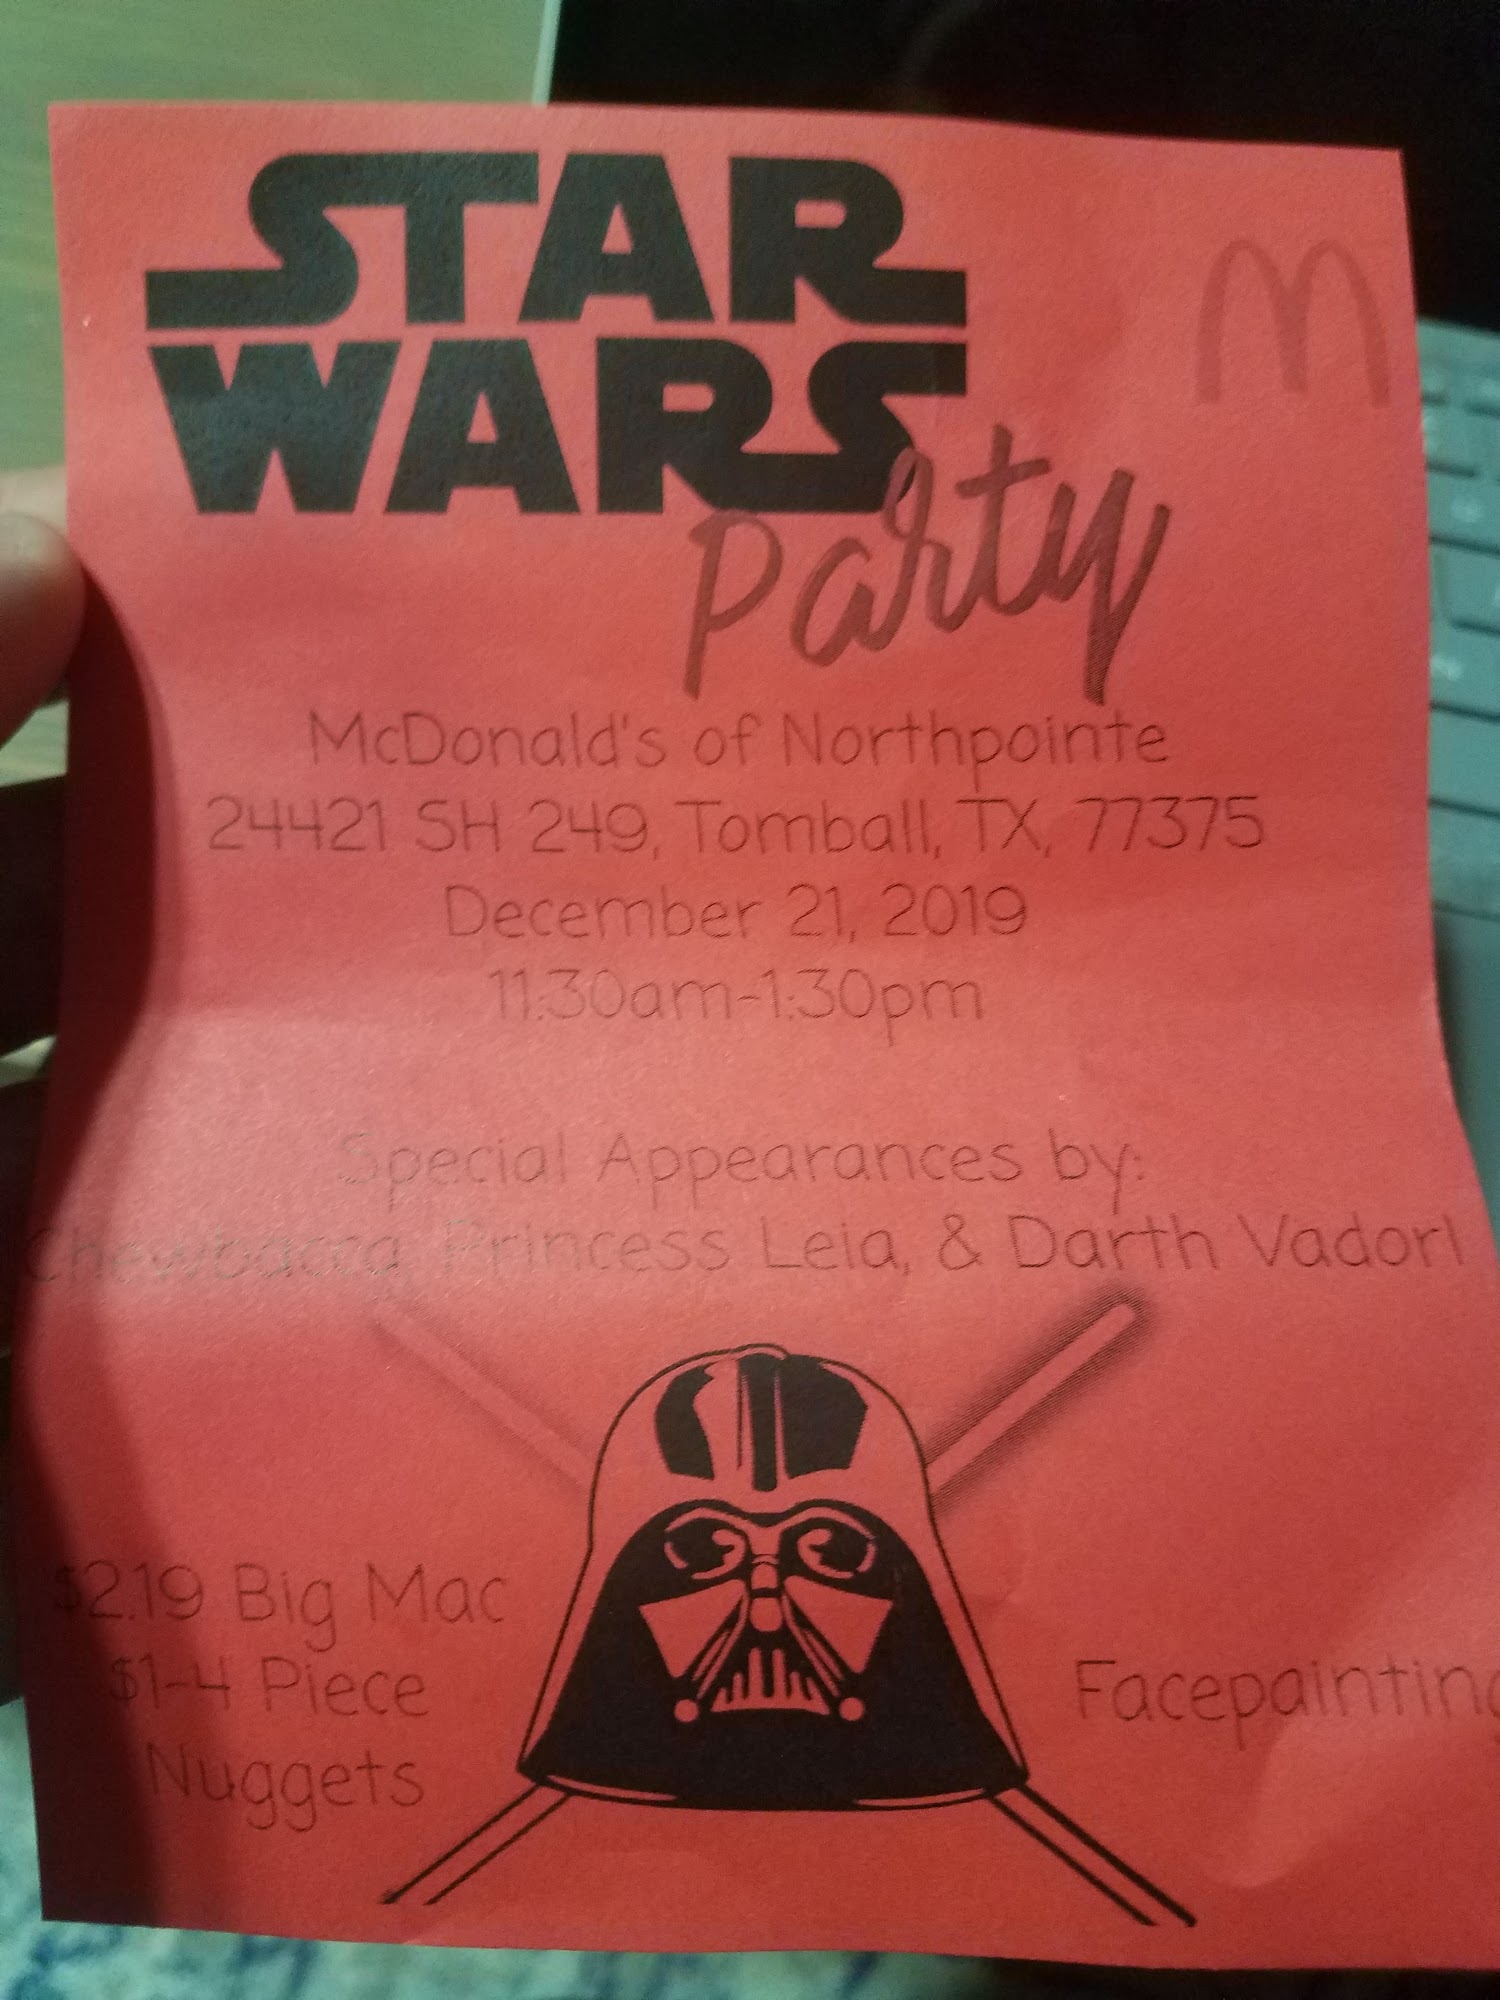 STAR
WARS
Party
McDonald's of Northpointe
24421 SH 249, Tomball, TX, 77375
December 21, 2019
11:30am-1:30pm
Special Appearances by:
Chewbacca, Princess Leia, & Darth Vador!
$2.19 Big Mac
$1-4 Piece
Nuggets
Facepainting